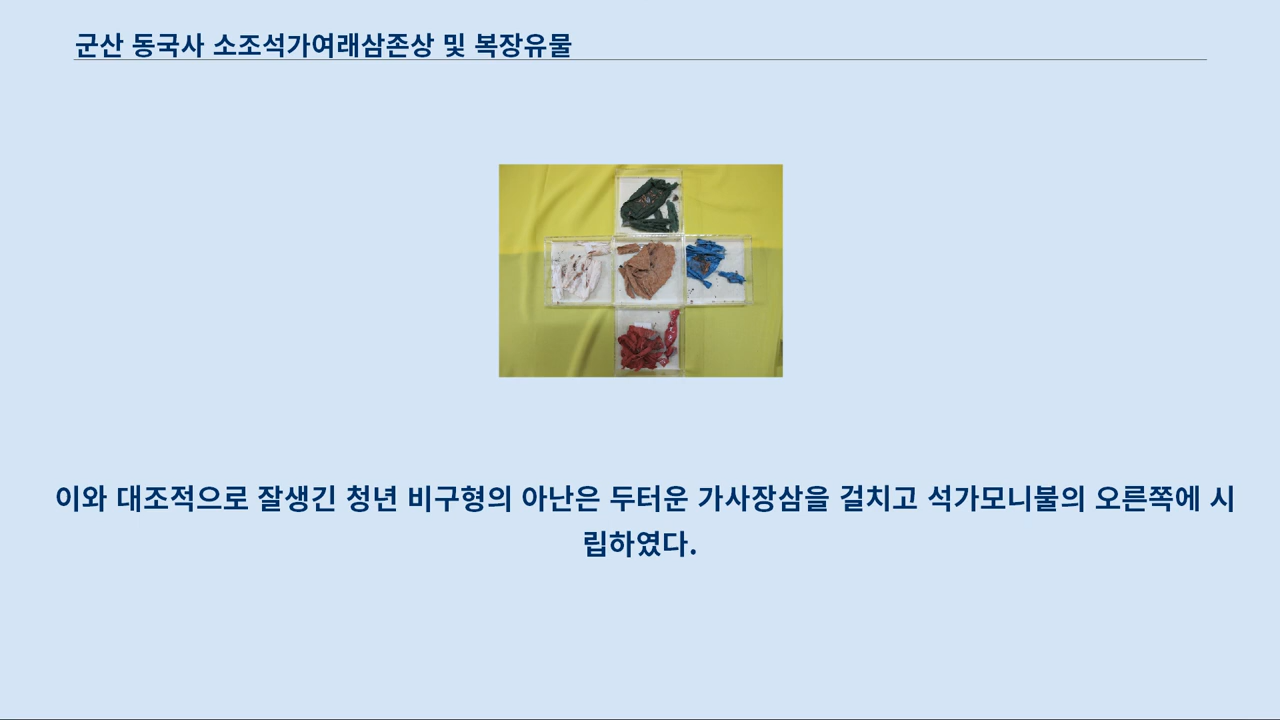 군산 동국사 소조석가여래삼존상 및 복장유물
이와 대조적으로 잘생긴 청년 비구형의 아난은 두터운 가사장삼을 걸치고 석가모니불의 오른쪽에 시
립하였다.